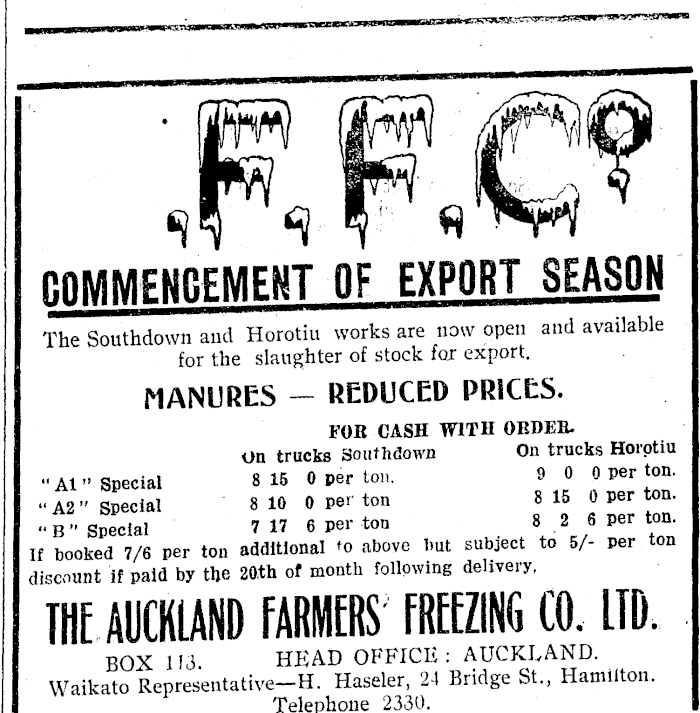 .F.F.Co.
COMMENCEMENT OF EXPORT SEASON
The Southdown and Horotiu works are now open and available
for the slaughter of stock for export.
MANURES — REDUCED PRICES.
FOR CASH WITH ORDER.
On trucks Southdown On trucks Horotiu
"A1" Special 8 15 0 per ton. 9 0 0 per ton.
"A2" Special 8 10 0 per ton 8 15 0 per ton.
"B" Special 7 17 6 per ton 8 2 6 per ton.
If booked 7/6 per ton additional to above but subject to 5/- per ton
discount if paid by the 20th of month following delivery.
THE AUCKLAND FARMERS' FREEZING CO. LTD.
BOX 113. HEAD OFFICE: AUCKLAND.
Waikato Representative—H. Haseler, 24 Bridge St., Hamilton.
Telephone 2330.